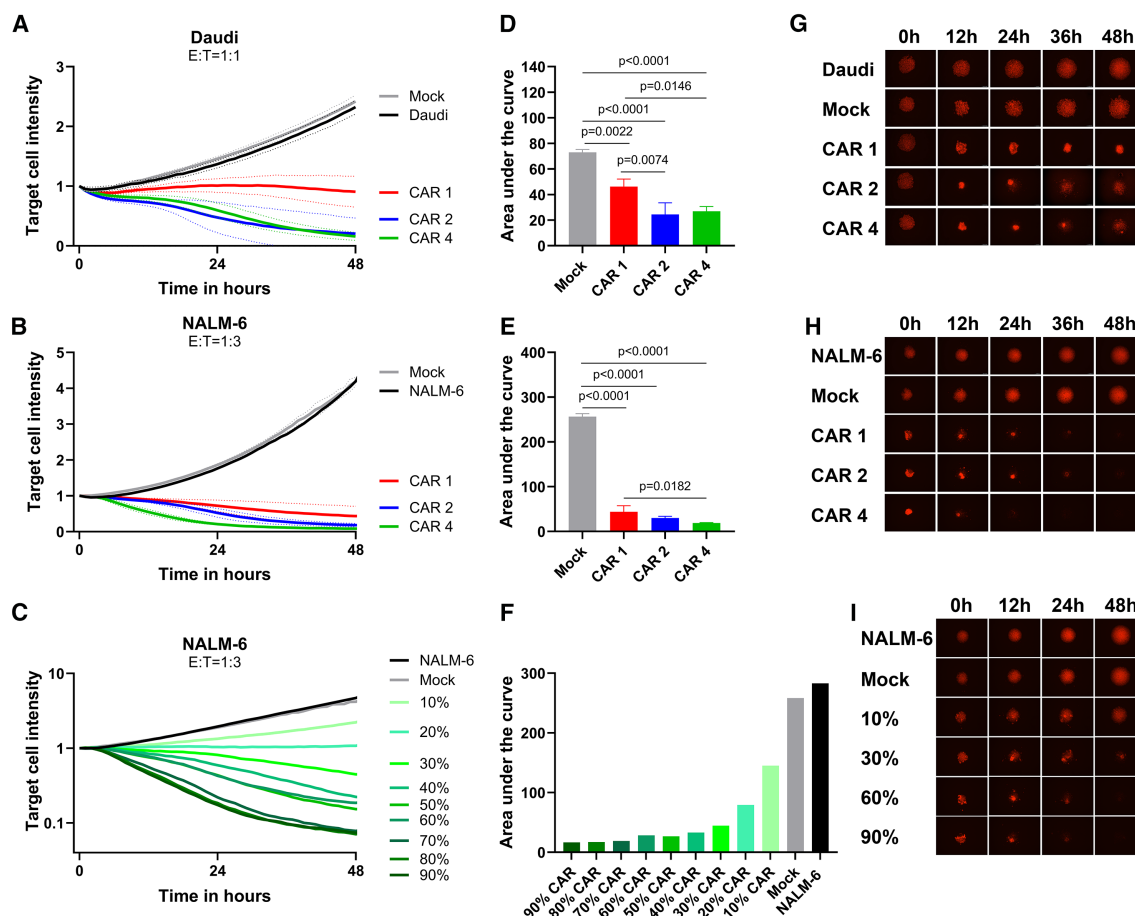 A
Daudi
E:T=1:1
Target cell intensity
3
2
1
0
0
24
48
Time in hours
Mock
Daudi
CAR 1
CAR 2
CAR 4
D
Area under the curve
140
120
100
80
60
40
20
0
p<0.0001
p=0.0146
p<0.0001
p=0.0022
p=0.0074
Mock
CAR 1
CAR 2
CAR 4
G
0h 12h 24h 36h 48h
Daudi
Mock
CAR 1
CAR 2
CAR 4
B
NALM-6
E:T=1:3
Target cell intensity
5
4
3
2
1
0
0
24
48
Time in hours
Mock
NALM-6
CAR 1
CAR 2
CAR 4
E
Area under the curve
400
300
200
100
0
p<0.0001
p<0.0001
p<0.0001
p=0.0182
Mock
CAR 1
CAR 2
CAR 4
H
0h 12h 24h 36h 48h
NALM-6
Mock
CAR 1
CAR 2
CAR 4
C
NALM-6
E:T=1:3
Target cell intensity
10
1
0.1
0
24
48
Time in hours
NALM-6
Mock
10%
20%
30%
40%
50%
60%
70%
80%
90%
F
Area under the curve
300
200
100
0
90% CAR
80% CAR
70% CAR
60% CAR
50% CAR
40% CAR
30% CAR
20% CAR
10% CAR
Mock
NALM-6
I
0h 12h 24h 48h
NALM-6
Mock
10%
30%
60%
90%